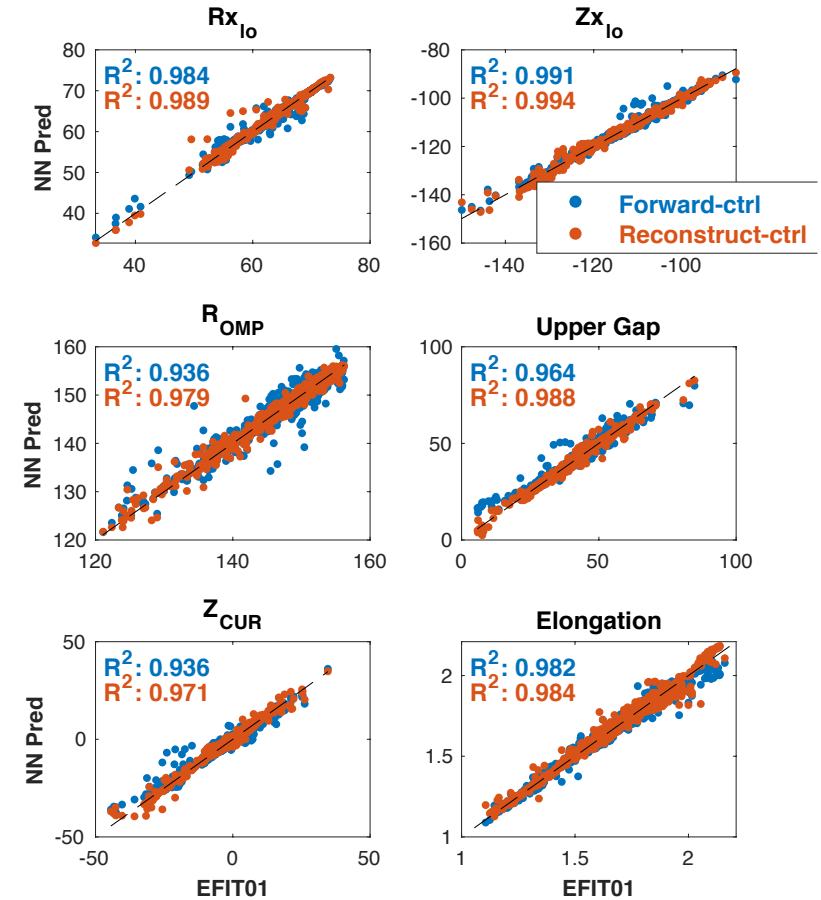 Rx_lo
Zx_lo
80
70
60
50
40
NN Pred
R²: 0.984
R²: 0.989
40
60
80
-80
-100
-120
-140
-160
R²: 0.991
R²: 0.994
Forward-ctrl
Reconstruct-ctrl
-140
-120
-100
R_OMP
Upper Gap
160
150
140
130
120
NN Pred
R²: 0.936
R²: 0.979
120
140
160
100
50
0
R²: 0.964
R²: 0.988
0
50
100
Z_CUR
Elongation
50
0
-50
NN Pred
R²: 0.936
R²: 0.971
-50
0
50
EFIT01
2
1.5
1
R²: 0.982
R²: 0.984
1
1.5
2
EFIT01